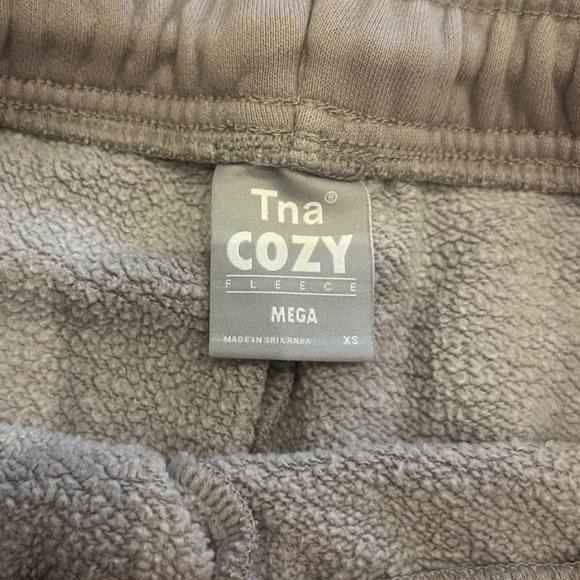 Tna®
COZY
FLEECE
MEGA
MADE IN SRI LANKA XS